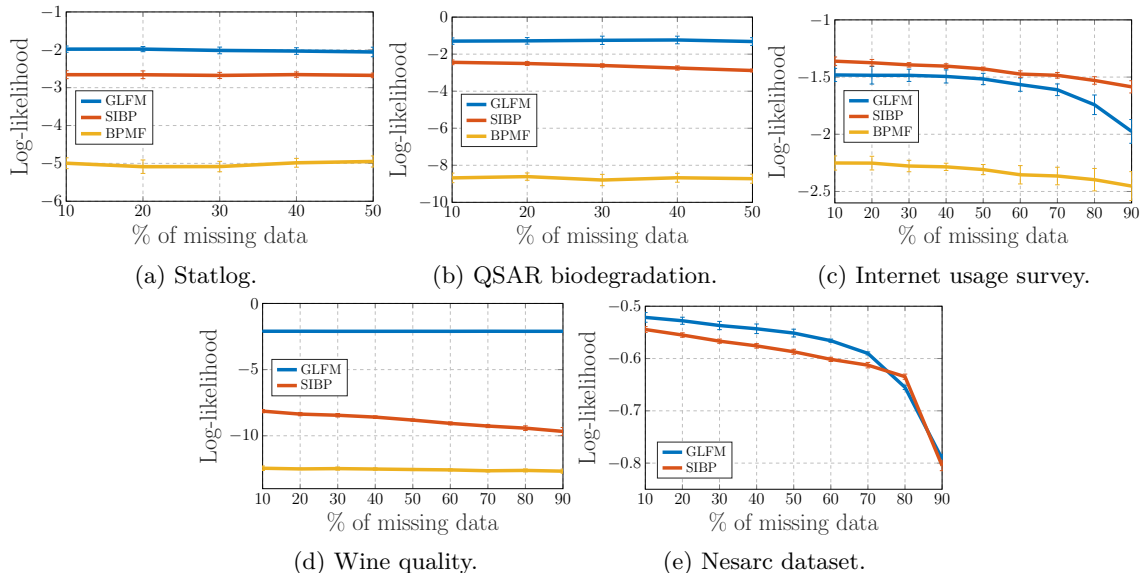 Log-likelihood
−1
−2
−3
−4
−5
−6
GLFM
SIBP
BPMF
10 20 30 40 50
% of missing data
(a) Statlog.
Log-likelihood
0
−2
−4
−6
−8
−10
GLFM
SIBP
BPMF
10 20 30 40 50
% of missing data
(b) QSAR biodegradation.
Log-likelihood
−1
−1.5
−2
−2.5
GLFM
SIBP
BPMF
10 20 30 40 50 60 70 80 90
% of missing data
(c) Internet usage survey.
Log-likelihood
0
−5
−10
GLFM
SIBP
10 20 30 40 50 60 70 80 90
% of missing data
(d) Wine quality.
Log-likelihood
−0.5
−0.6
−0.7
−0.8
GLFM
SIBP
10 20 30 40 50 60 70 80 90
% of missing data
(e) Nesarc dataset.